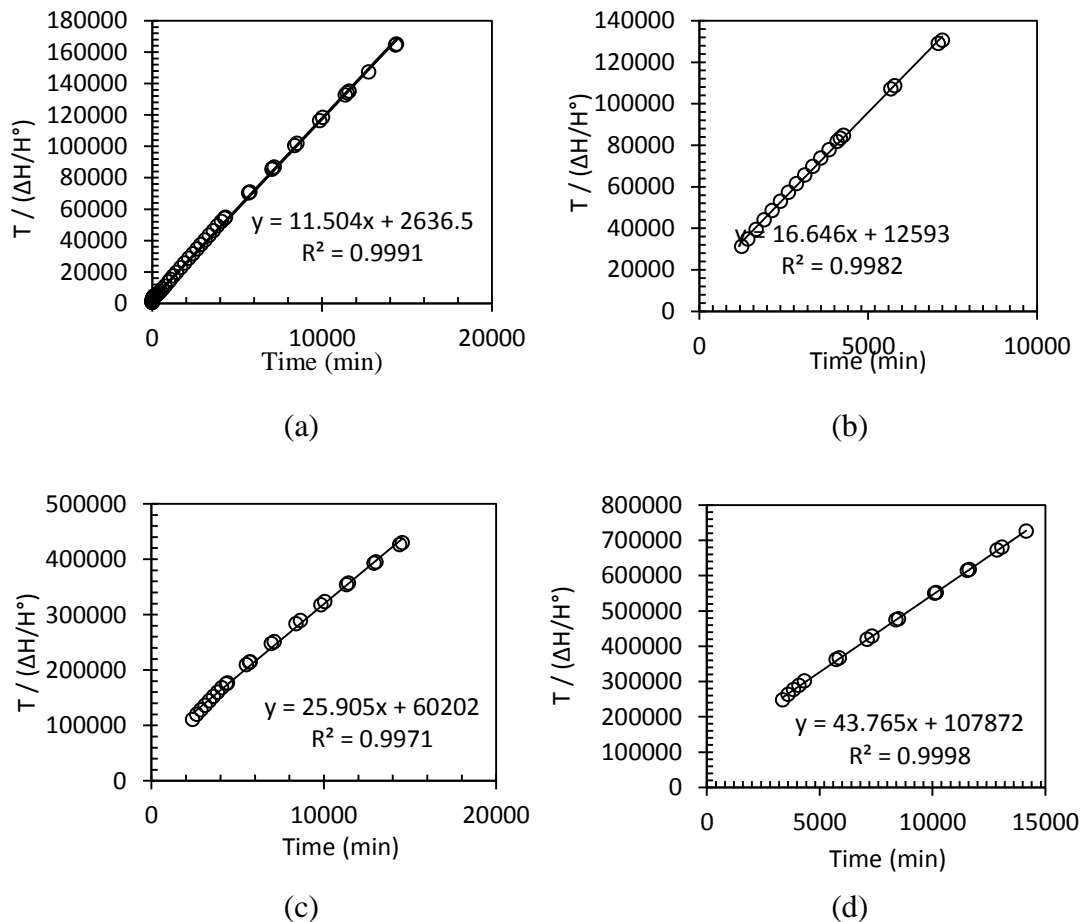 180000
160000
140000
120000
100000
80000
60000
40000
20000
0
T / (ΔH/H°)
y = 11.504x + 2636.5
R² = 0.9991
0 10000 20000
Time (min)
(a)
140000
120000
100000
80000
60000
40000
20000
0
T / (ΔH/H°)
y = 16.646x + 12593
R² = 0.9982
0 5000 10000
Time (min)
(b)
500000
400000
300000
200000
100000
0
T / (ΔH/H°)
y = 25.905x + 60202
R² = 0.9971
0 10000 20000
Time (min)
(c)
800000
700000
600000
500000
400000
300000
200000
100000
0
T / (ΔH/H°)
y = 43.765x + 107872
R² = 0.9998
0 5000 10000 15000
Time (min)
(d)